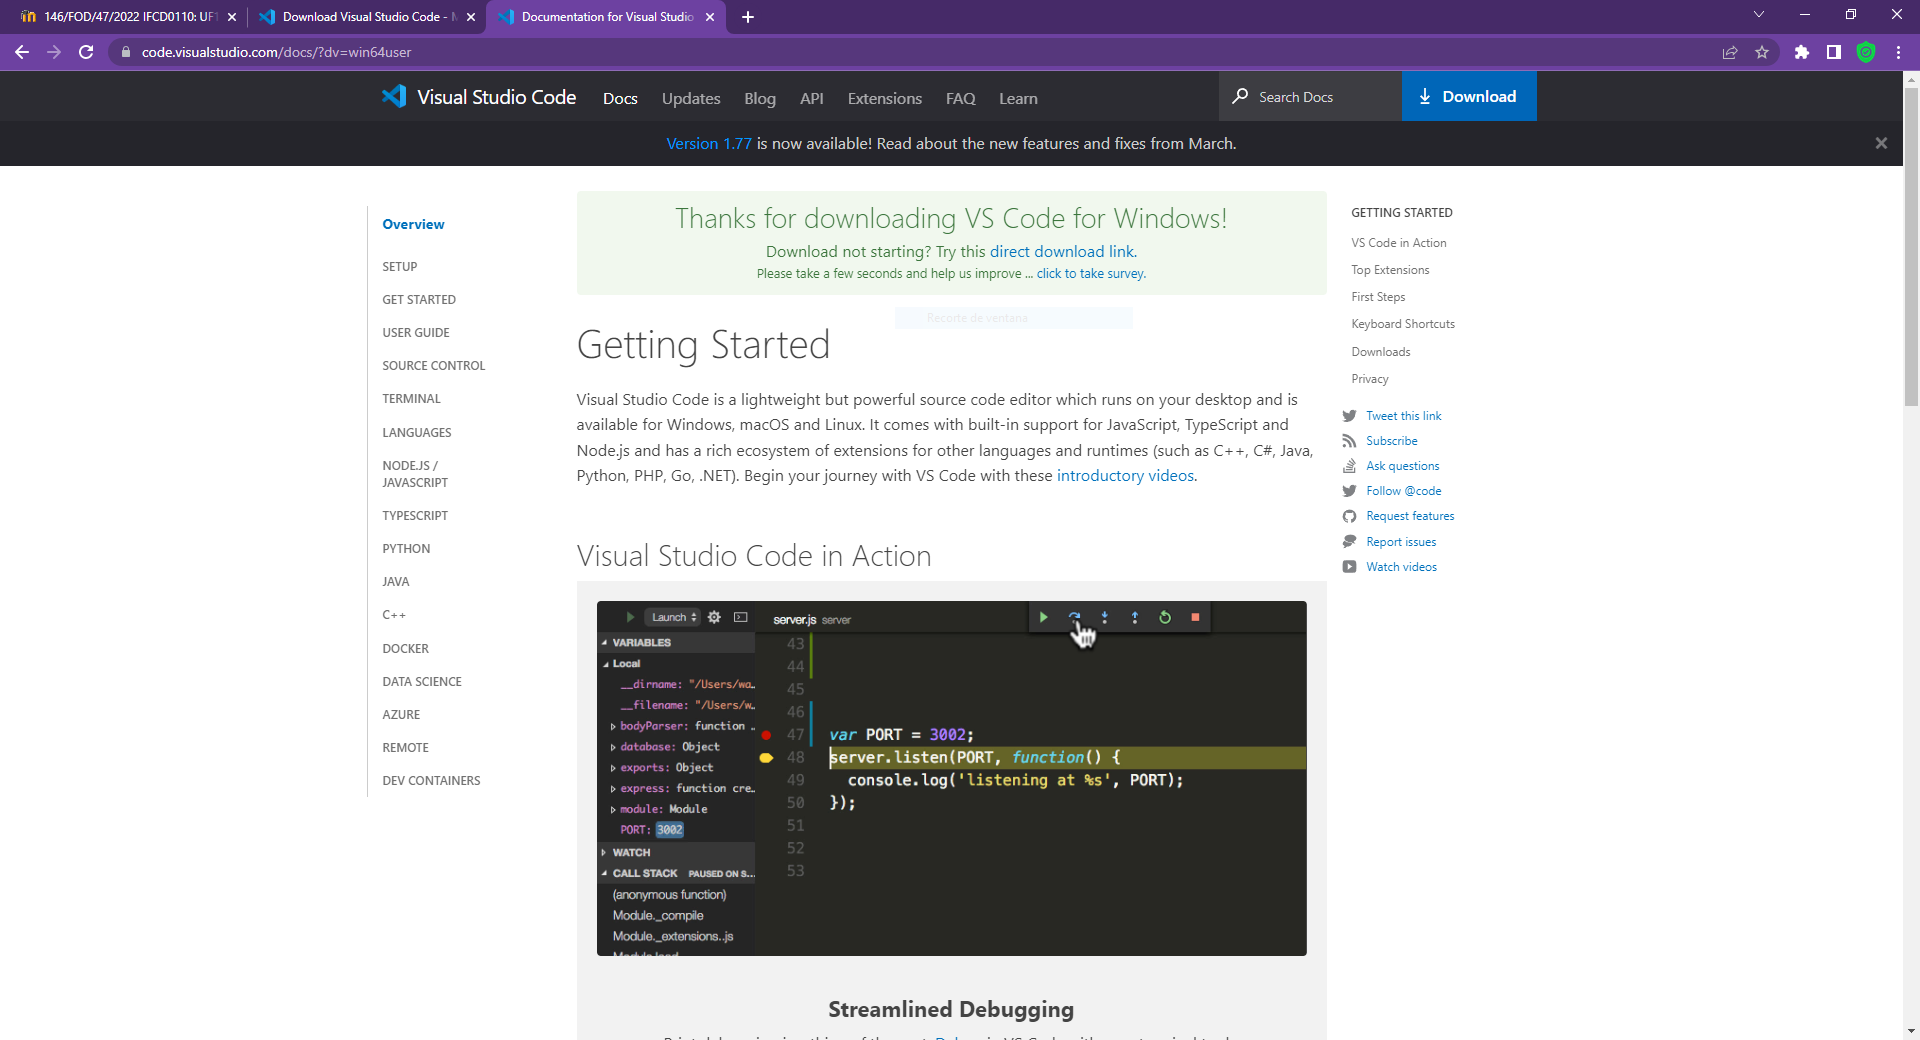 146/FOD/47/2022 IFCD0110: UF1
Download Visual Studio Code - M
Documentation for Visual Studio
code.visualstudio.com/docs/?dv=win64user
Visual Studio Code
Docs
Updates
Blog
API
Extensions
FAQ
Learn
Search Docs
Download
Version 1.77 is now available! Read about the new features and fixes from March.
Overview
SETUP
GET STARTED
USER GUIDE
SOURCE CONTROL
TERMINAL
LANGUAGES
NODE.JS /
JAVASCRIPT
TYPESCRIPT
PYTHON
JAVA
C++
DOCKER
DATA SCIENCE
AZURE
REMOTE
DEV CONTAINERS
Thanks for downloading VS Code for Windows!
Download not starting? Try this direct download link.
Please take a few seconds and help us improve ... click to take survey.
Recorte de ventana
Getting Started
Visual Studio Code is a lightweight but powerful source code editor which runs on your desktop and is
available for Windows, macOS and Linux. It comes with built-in support for JavaScript, TypeScript and
Node.js and has a rich ecosystem of extensions for other languages and runtimes (such as C++, C#, Java,
Python, PHP, Go, .NET). Begin your journey with VS Code with these introductory videos.
Visual Studio Code in Action
Launch
server.js server
VARIABLES
Local
__dirname: "/Users/wa…
__filename: "/Users/w…
bodyParser: function …
database: Object
exports: Object
express: function cre…
module: Module
PORT: 3002
WATCH
CALL STACK PAUSED ON S…
(anonymous function)
Module._compile
Module._extensions..js
Module.load
43
44
45
46
47 var PORT = 3002;
48 server.listen(PORT, function() {
49 console.log('listening at %s', PORT);
50 });
51
52
53
Streamlined Debugging
GETTING STARTED
VS Code in Action
Top Extensions
First Steps
Keyboard Shortcuts
Downloads
Privacy
Tweet this link
Subscribe
Ask questions
Follow @code
Request features
Report issues
Watch videos